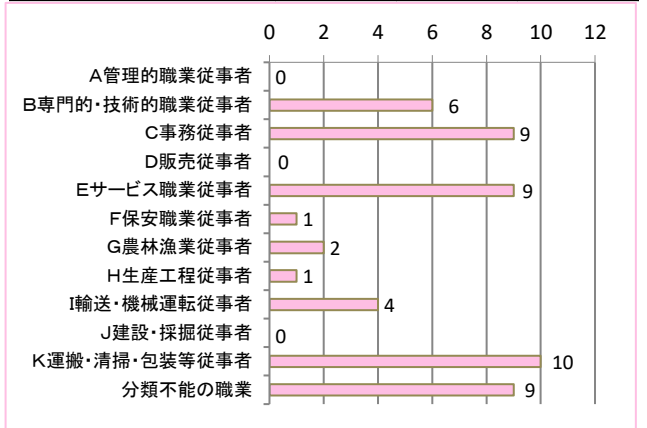 0 2 4 6 8 10 12
A管理的職業従事者 0
B専門的・技術的職業従事者 6
C事務従事者 9
D販売従事者 0
Eサービス職業従事者 9
F保安職業従事者 1
G農林漁業従事者 2
H生産工程従事者 1
I輸送・機械運転従事者 4
J建設・採掘従事者 0
K運搬・清掃・包装等従事者 10
分類不能の職業 9